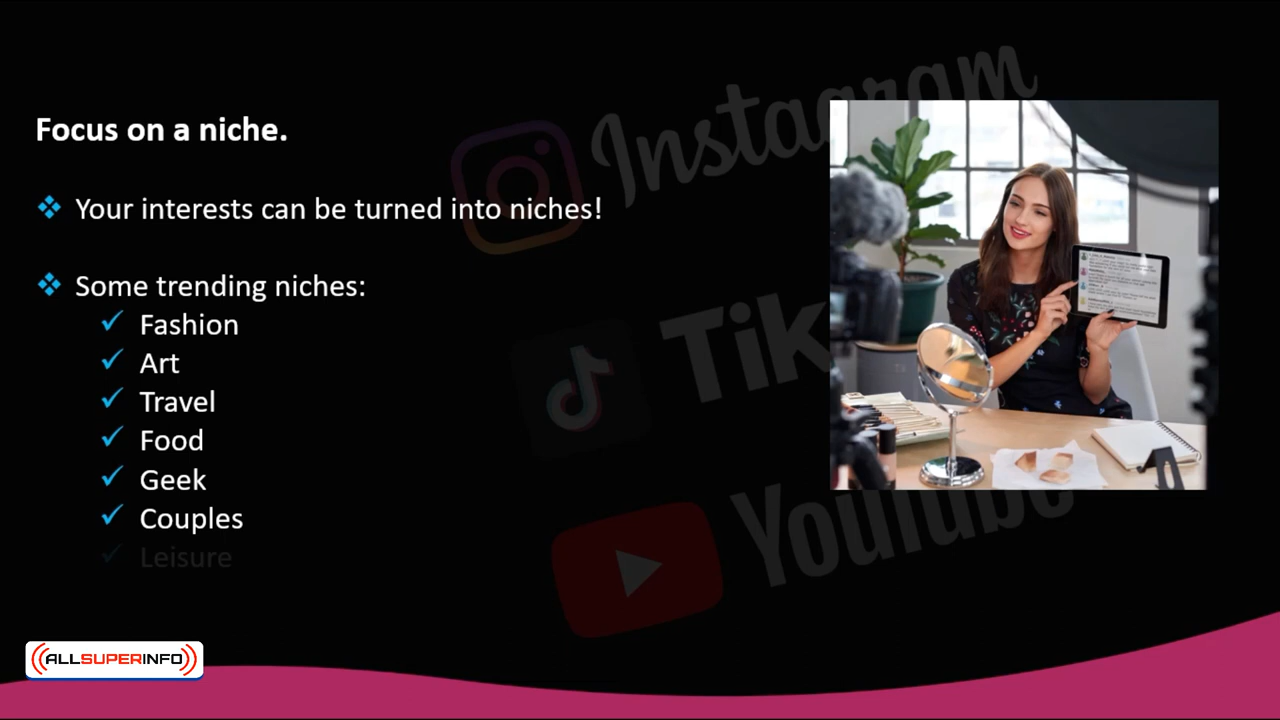 Focus on a niche.
Your interests can be turned into niches!
Some trending niches:
Fashion
Art
Travel
Food
Geek
Couples
Leisure
Instagram
Tik
Youtube
ALLSUPERINFO